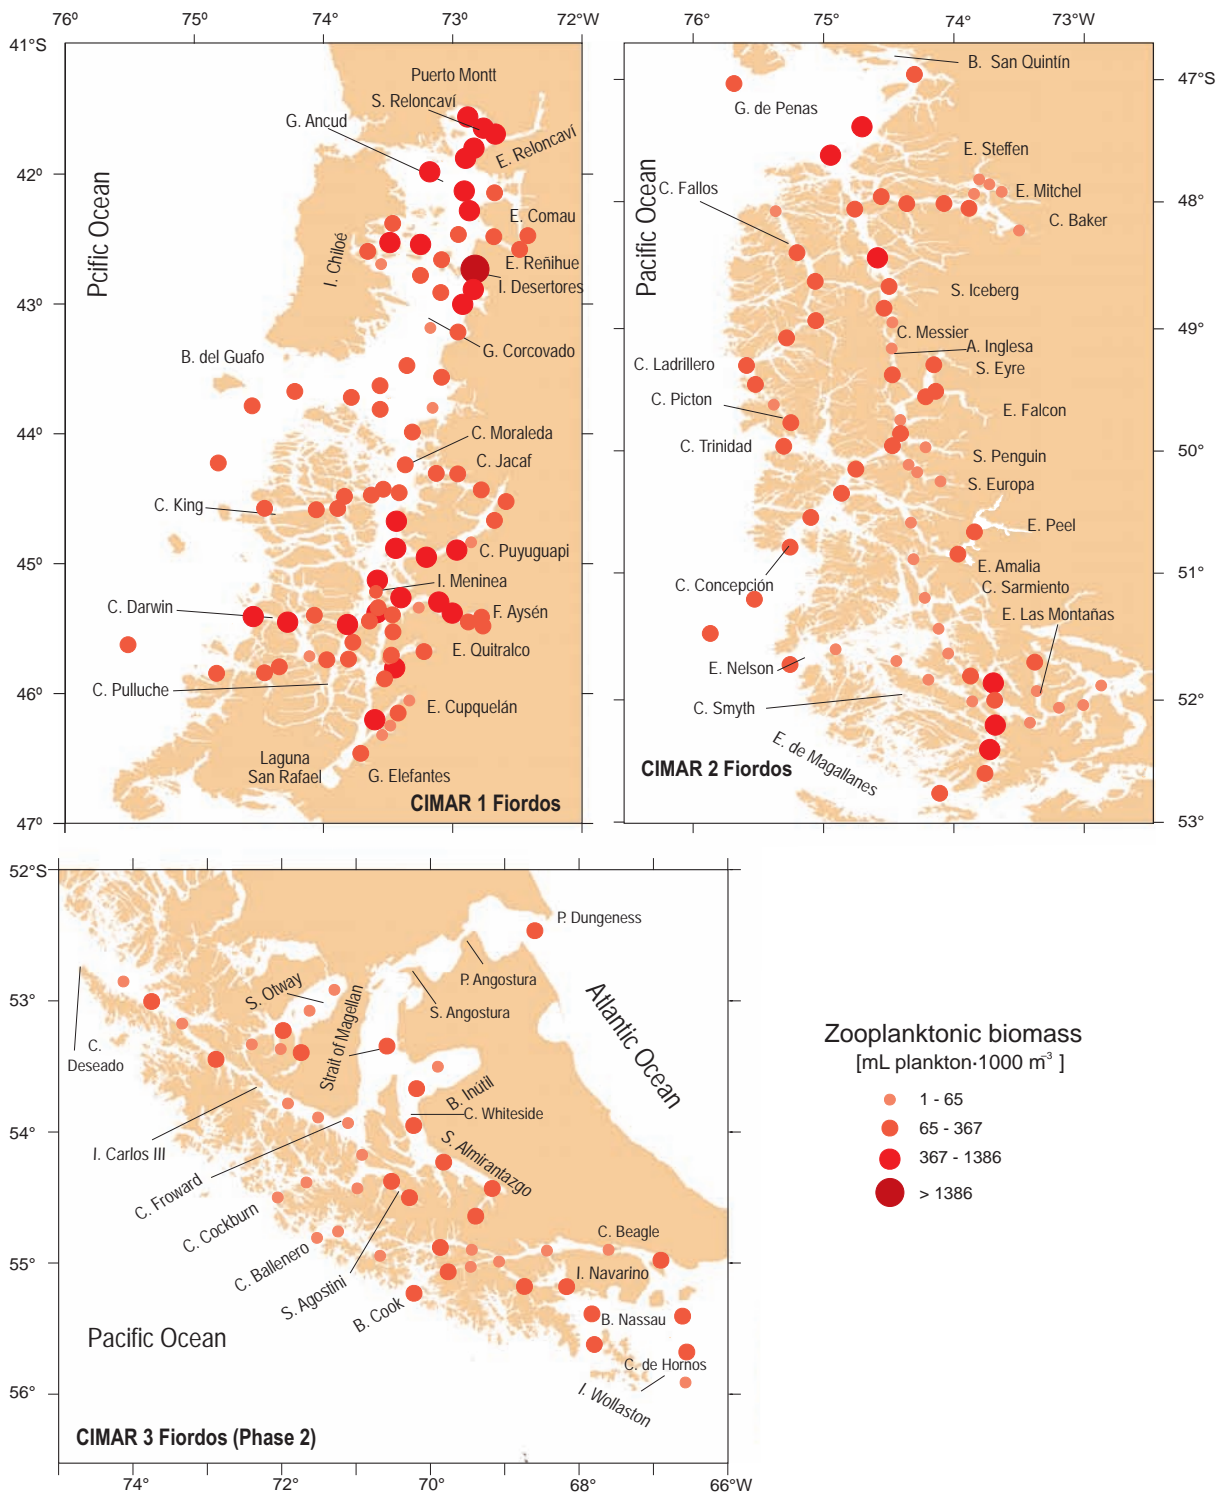 76°
75°
74°
73°
72°W
41°S
42°
43°
44°
45°
46°
47°
Pcific Ocean
Puerto Montt
S. Reloncaví
G. Ancud
E. Reloncaví
E. Comau
I. Chiloé
E. Reñihue
I. Desertores
G. Corcovado
B. del Guafo
C. Moraleda
C. Jacaf
C. King
C. Puyuguapi
I. Meninea
C. Darwin
F. Aysén
E. Quitralco
C. Pulluche
E. Cupquelán
Laguna
San Rafael
G. Elefantes
CIMAR 1 Fiordos
76°
75°
74°
73°W
47°S
48°
49°
50°
51°
52°
53°
Pacific Ocean
B. San Quintín
G. de Penas
E. Steffen
C. Fallos
E. Mitchel
C. Baker
S. Iceberg
C. Messier
A. Inglesa
C. Ladrillero
S. Eyre
C. Picton
E. Falcon
C. Trinidad
S. Penguin
S. Europa
E. Peel
E. Amalia
C. Concepción
C. Sarmiento
E. Las Montañas
E. Nelson
C. Smyth
E. de Magallanes
CIMAR 2 Fiordos
52°S
53°
54°
55°
56°
74°
72°
70°
68°
66°W
P. Dungeness
P. Angostura
S. Angostura
S. Otway
Strait of Magellan
Atlantic Ocean
C.
Deseado
B. Inútil
C. Whiteside
I. Carlos III
S. Almirantazgo
C. Froward
C. Cockburn
C. Beagle
C. Ballenero
I. Navarino
S. Agostini
B. Cook
B. Nassau
Pacific Ocean
C. de Hornos
I. Wollaston
CIMAR 3 Fiordos (Phase 2)
Zooplanktonic biomass
[mL plankton·1000 m⁻³ ]
1 - 65
65 - 367
367 - 1386
> 1386